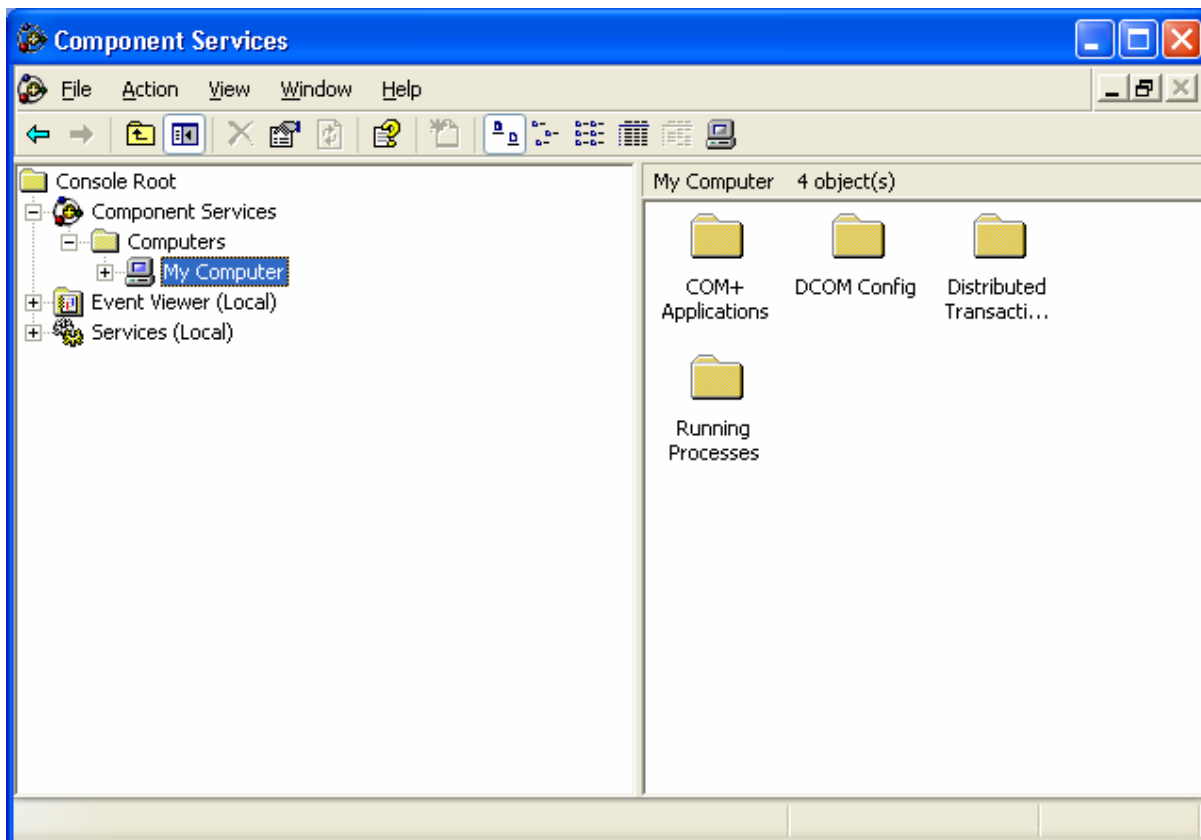 Component Services
File Action View Window Help
Console Root
Component Services
Computers
My Computer
Event Viewer (Local)
Services (Local)
My Computer 4 object(s)
COM+
Applications
DCOM Config
Distributed
Transacti...
Running
Processes